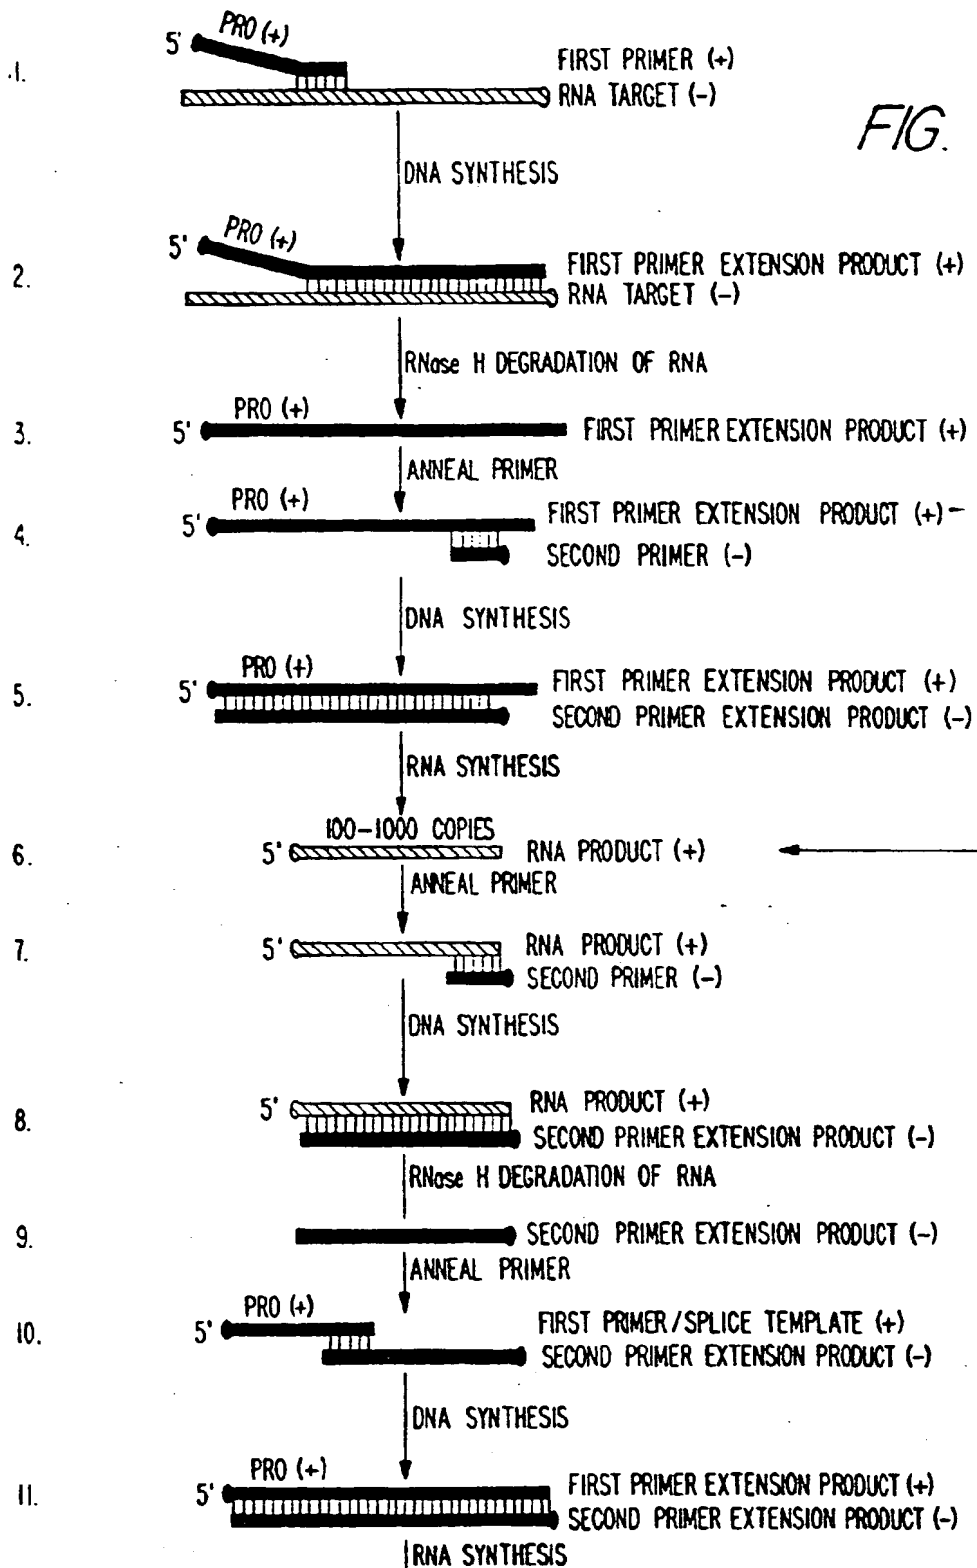 5' PRO (+)
1. FIRST PRIMER (+)
RNA TARGET (-)
FIG.
DNA SYNTHESIS
5' PRO (+)
2. FIRST PRIMER EXTENSION PRODUCT (+)
RNA TARGET (-)
RNase H DEGRADATION OF RNA
PRO (+)
3. 5' FIRST PRIMER EXTENSION PRODUCT (+)
ANNEAL PRIMER
PRO (+)
4. 5' FIRST PRIMER EXTENSION PRODUCT (+)
SECOND PRIMER (-)
DNA SYNTHESIS
PRO (+)
5. 5' FIRST PRIMER EXTENSION PRODUCT (+)
SECOND PRIMER EXTENSION PRODUCT (-)
RNA SYNTHESIS
100-1000 COPIES
6. 5' RNA PRODUCT (+)
ANNEAL PRIMER
7. 5' RNA PRODUCT (+)
SECOND PRIMER (-)
DNA SYNTHESIS
8. 5' RNA PRODUCT (+)
SECOND PRIMER EXTENSION PRODUCT (-)
RNase H DEGRADATION OF RNA
9. SECOND PRIMER EXTENSION PRODUCT (-)
ANNEAL PRIMER
PRO (+)
10. 5' FIRST PRIMER/SPLICE TEMPLATE (+)
SECOND PRIMER EXTENSION PRODUCT (-)
DNA SYNTHESIS
PRO (+)
11. 5' FIRST PRIMER EXTENSION PRODUCT (+)
SECOND PRIMER EXTENSION PRODUCT (-)
RNA SYNTHESIS